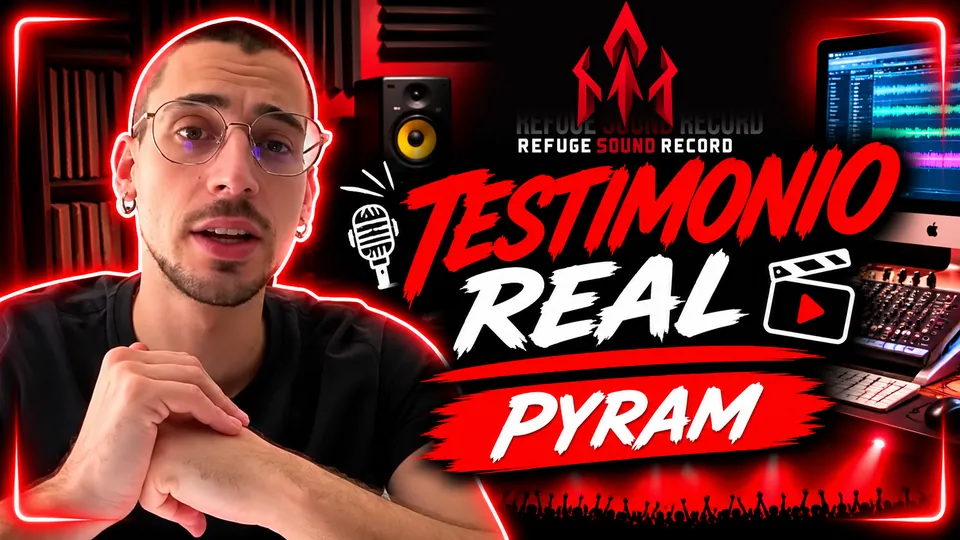 REFUGE SOUND RECORD
REFUGE SOUND RECORD
TESTIMONIO
REAL
PYRAM